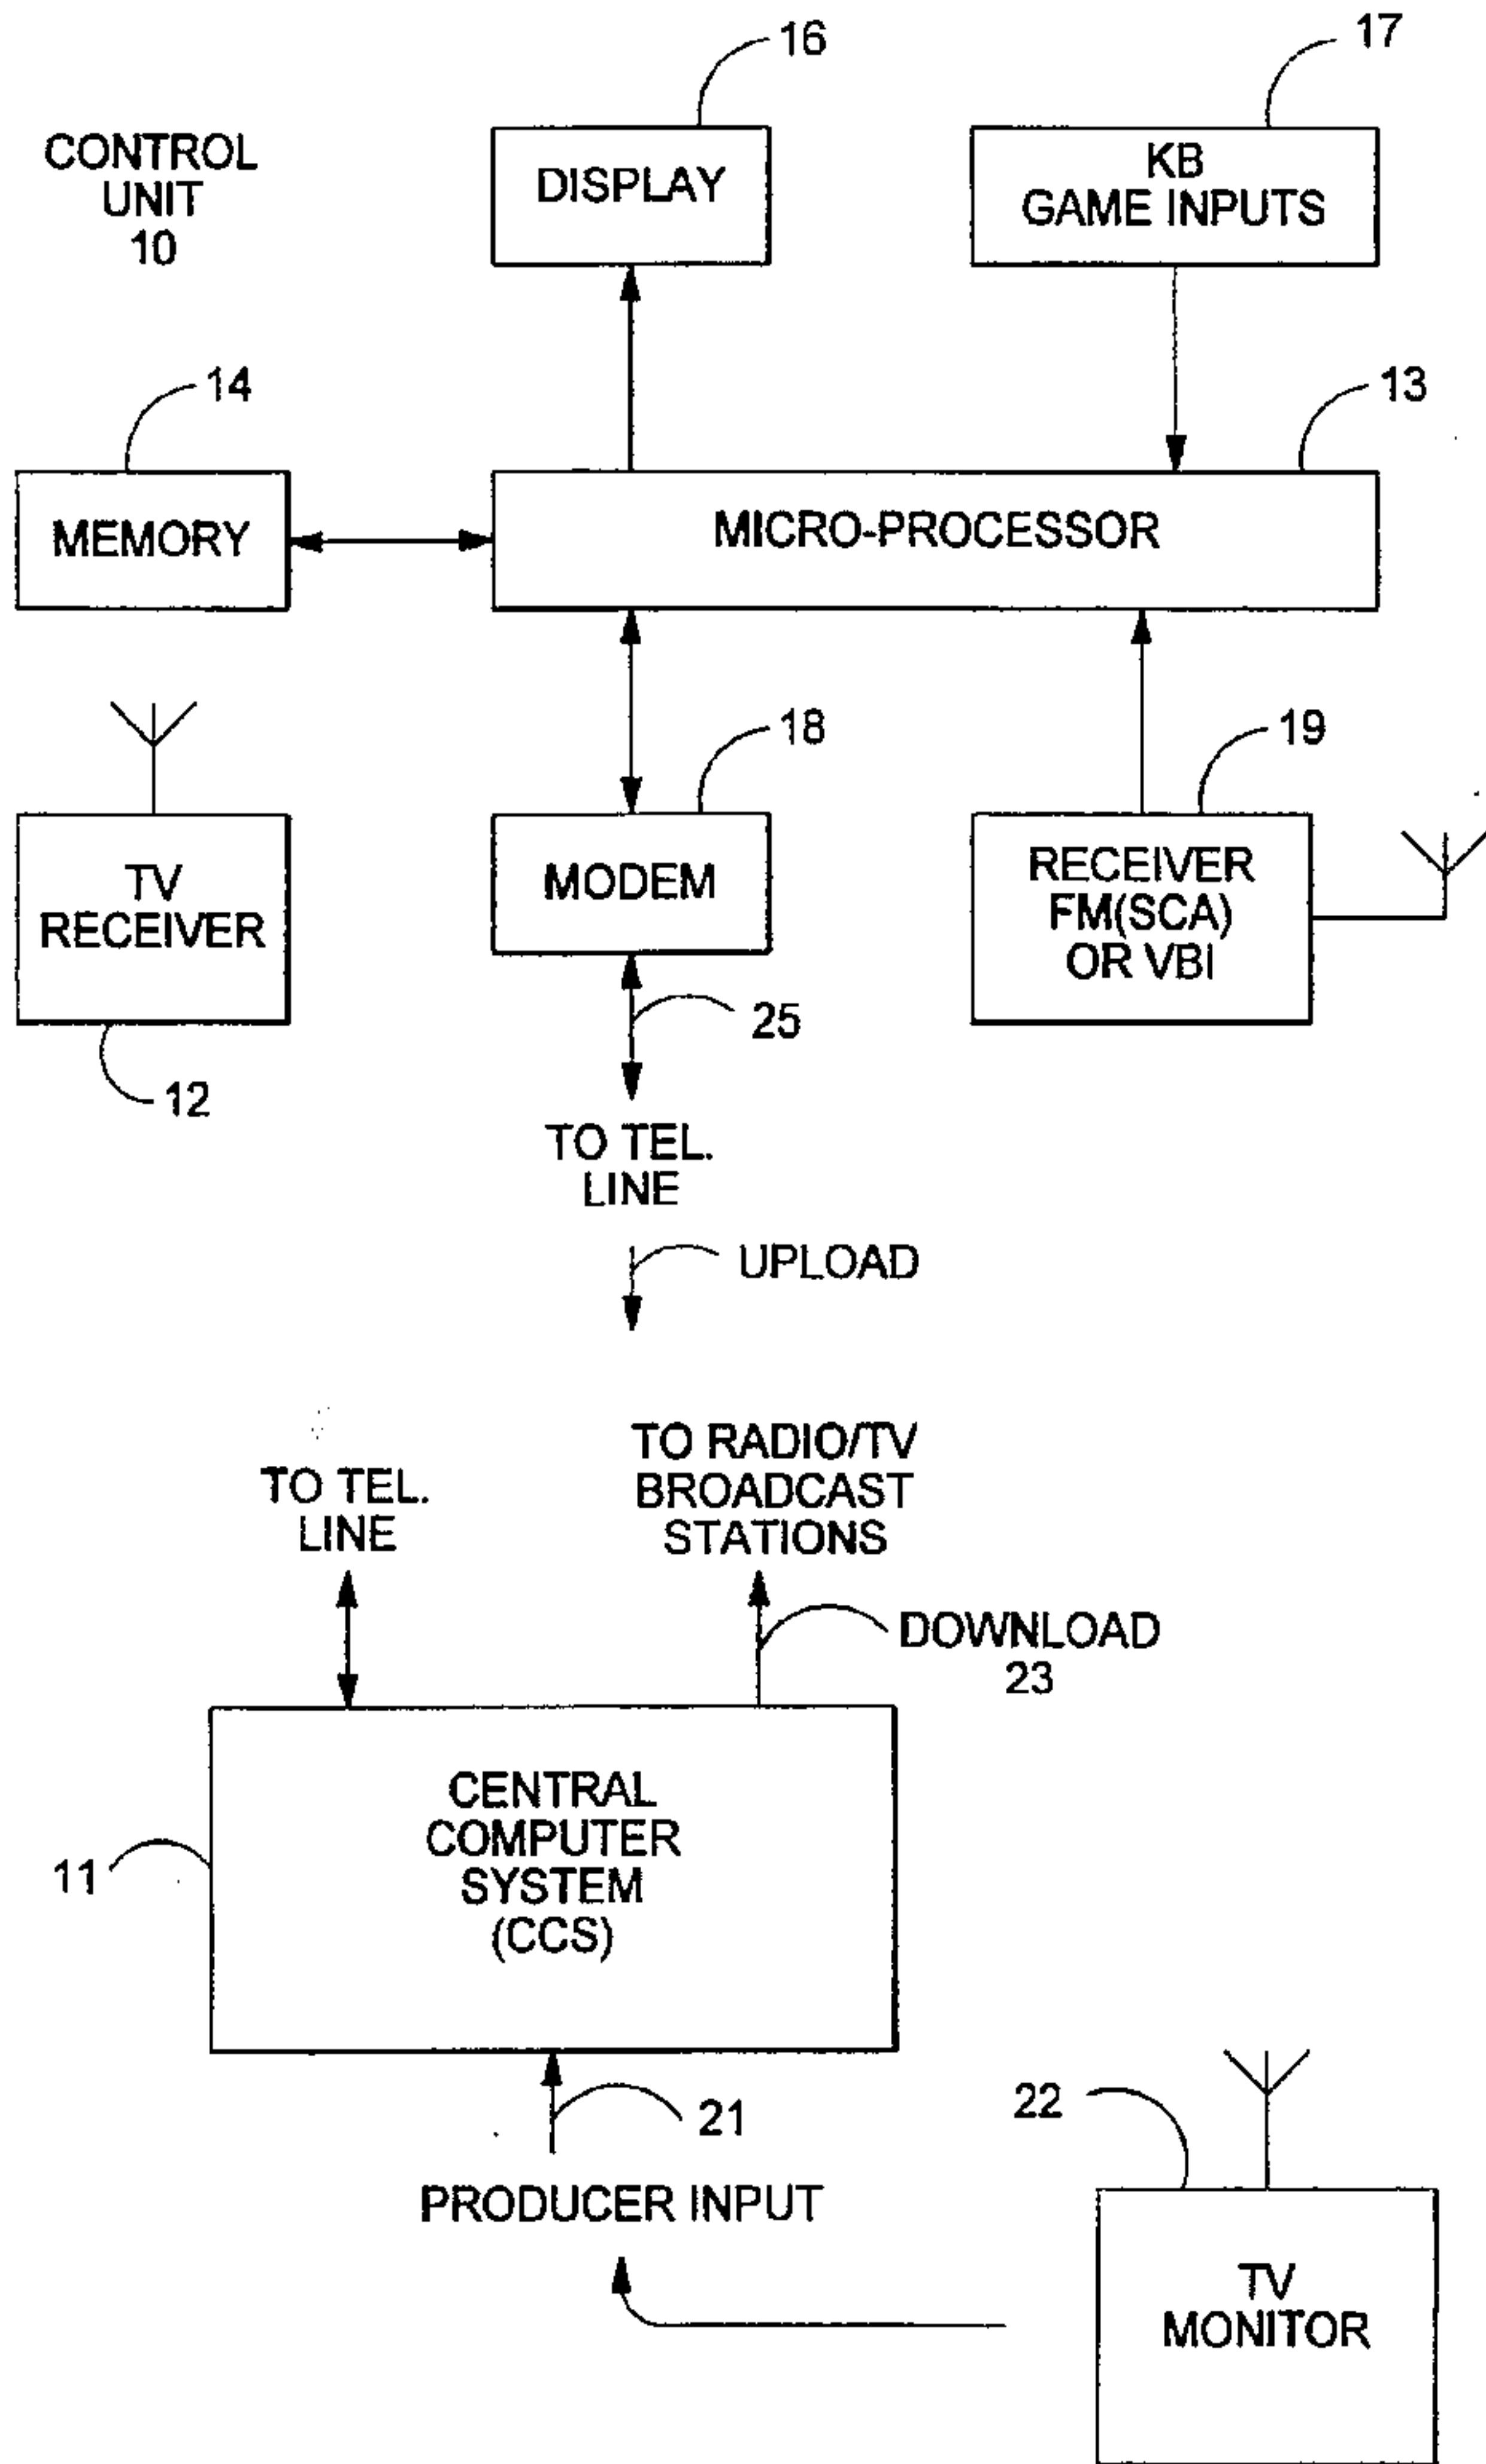 16
17
CONTROL
UNIT
10
DISPLAY
KB
GAME INPUTS
14
13
MEMORY
MICRO-PROCESSOR
18
19
TV
RECEIVER
MODEM
RECEIVER
FM(SCA)
OR VBI
25
12
TO TEL.
LINE
UPLOAD
TO TEL.
LINE
TO RADIO/TV
BROADCAST
STATIONS
DOWNLOAD
23
CENTRAL
COMPUTER
SYSTEM
(CCS)
11
21
22
PRODUCER INPUT
TV
MONITOR